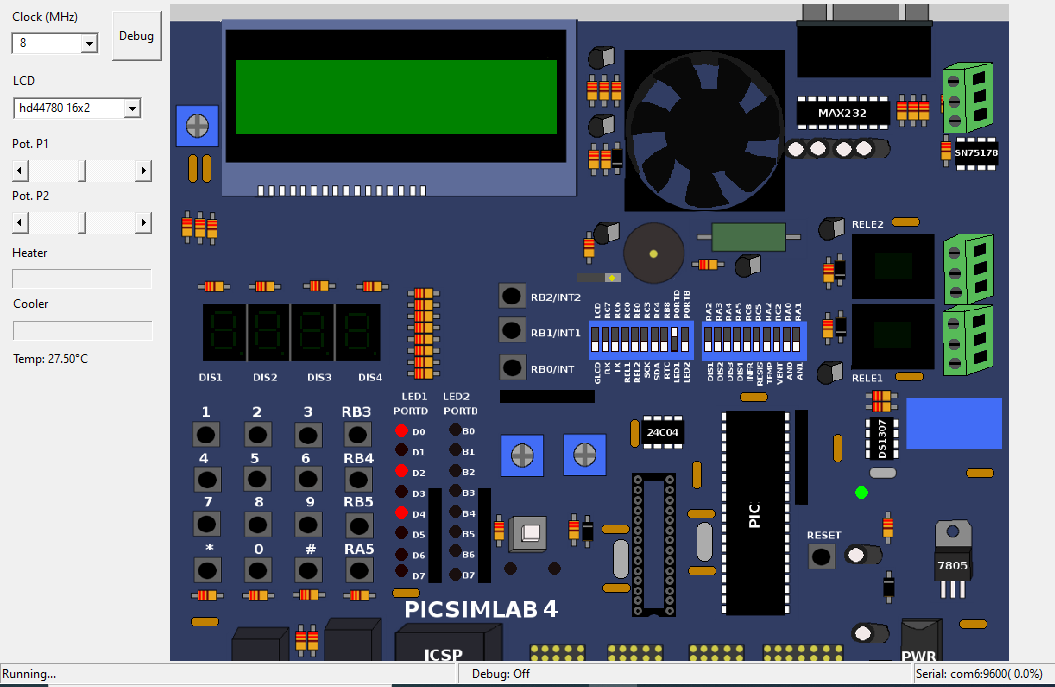 Clock (MHz)
8
Debug
LCD
hd44780 16x2
Pot. P1
Pot. P2
Heater
Cooler
Temp: 27.50°C
MAX232
SN75178
RELE2
RELE1
RB2/INT2
RB1/INT1
RB0/INT
LCD RC7 RC6 RC0 RE0 RC3 RC4 RB8 PORTD PORTB
GLCD RX TX REL1 REL2 SCK SDA RTC LED1 LED2
RA2 RA3 RA4 RA5 RC8 RC5 RA2 RC2 RA0 RA1
DIS1 DIS2 DIS3 DIS4 INFR RESIS TEMP VENT AN0 AN1
DIS1 DIS2 DIS3 DIS4
LED1 LED2
PORTD PORTD
1 2 3 RB3
4 5 6 RB4
7 8 9 RB5
* 0 # RA5
D0 B0
D1 B1
D2 B2
D3 B3
D4 B4
D5 B5
D6 B6
D7 D7
24C04
DS1307
PIC
RESET
7805
PICSIMLAB 4
ICSP
PWR
Running...
Debug: Off
Serial: com6:9600( 0.0%)